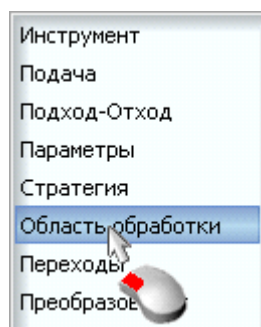 Инструмент
Подача
Подход-Отход
Параметры
Стратегия
Область обработки
Переходы